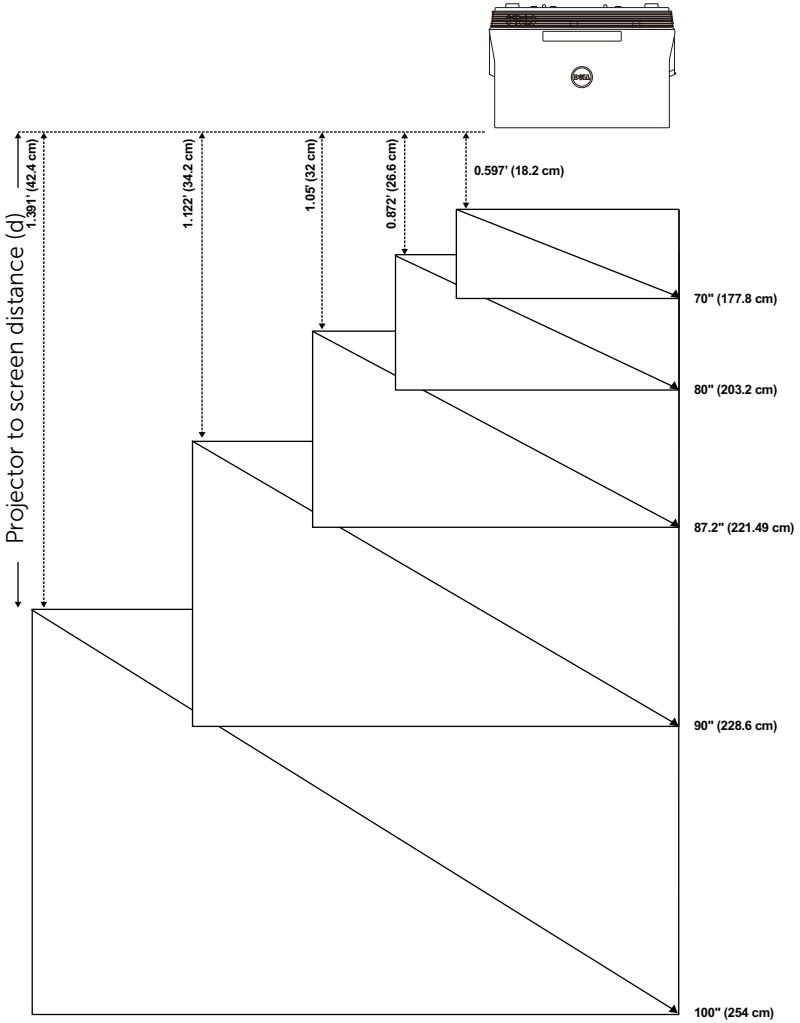 DELL
0.597' (18.2 cm)
0.872' (26.6 cm)
1.05' (32 cm)
1.122' (34.2 cm)
1.391' (42.4 cm)
Projector to screen distance (d)
70" (177.8 cm)
80" (203.2 cm)
87.2" (221.49 cm)
90" (228.6 cm)
100" (254 cm)